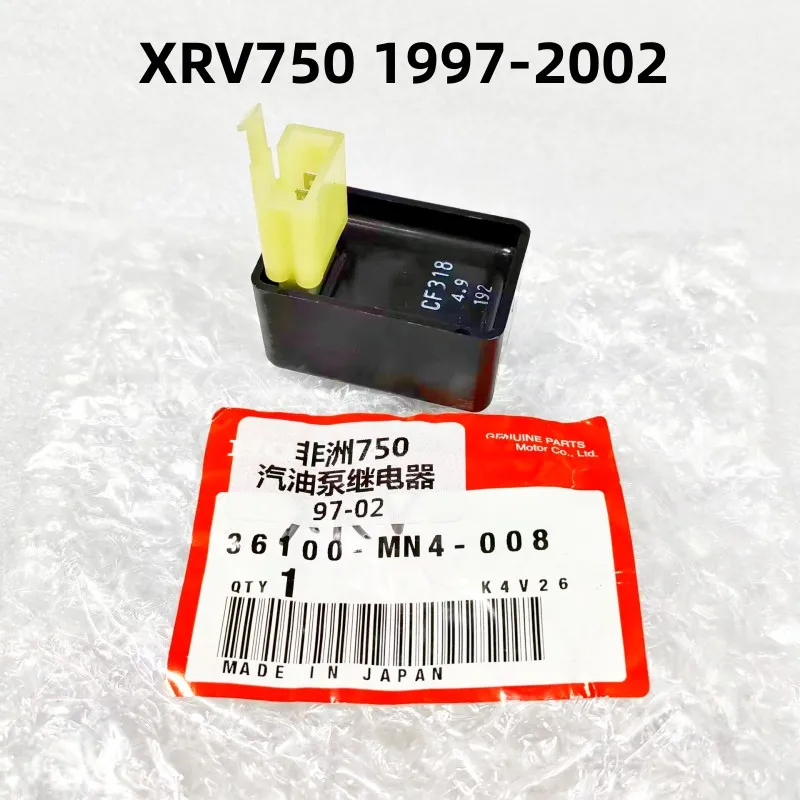 XRV750 1997-2002
CF318
4.9
192
GENUINE PARTS
Motor Co., Ltd.
非洲750
汽油泵继电器
97-02
36100-MN4-008
QTY 1 K4V26
MADE IN JAPAN